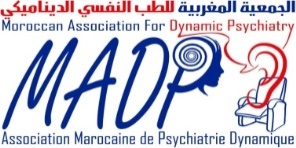 الجمعية المغربية للطب النفسي الديناميكي
Moroccan Association For Dynamic Psychiatry
MADP
Association Marocaine de Psychiatrie Dynamique